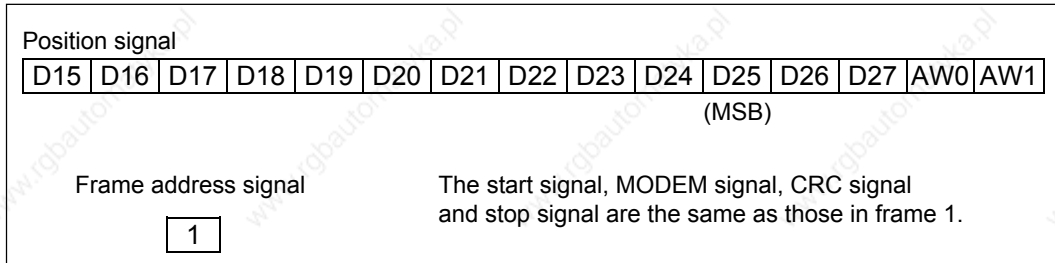 Position signal
D15 D16 D17 D18 D19 D20 D21 D22 D23 D24 D25 D26 D27 AW0 AW1
(MSB)
Frame address signal
1
The start signal, MODEM signal, CRC signal
and stop signal are the same as those in frame 1.